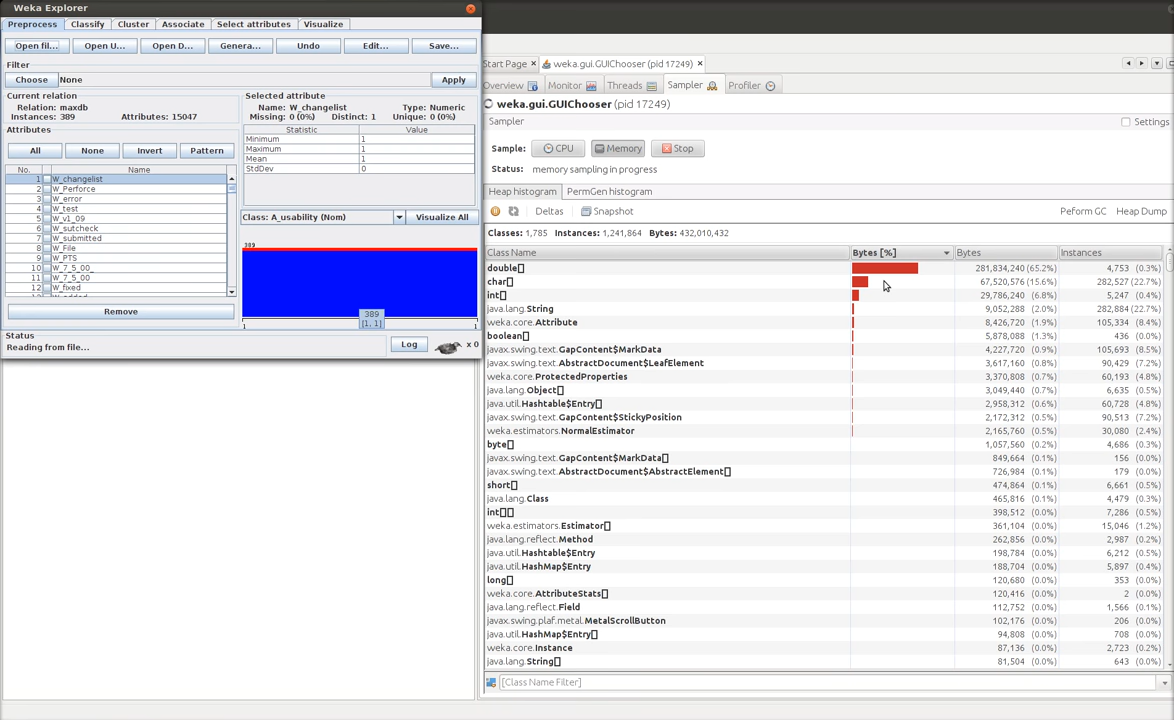 Weka Explorer
Preprocess Classify Cluster Associate Select attributes Visualize
Open fil... Open U... Open D... Genera... Undo Edit... Save...
Filter
Choose None Apply
Current relation
Relation: maxdb
Instances: 389 Attributes: 15047
Attributes
All None Invert Pattern
No. Name
1 W_changelist
2 W_Perforce
3 W_error
4 W_test
5 W_v1_09
6 W_sutcheck
7 W_submitted
8 W_File
9 W_PTS
10 W_7_5_00_
11 W_7_5_00
12 W_fixed
Remove
Status
Reading from file...
Log x 0
Selected attribute
Name: W_changelist Type: Numeric
Missing: 0 (0%) Distinct: 1 Unique: 0 (0%)
Statistic Value
Minimum 1
Maximum 1
Mean 1
StdDev 0
Class: A_usability (Nom) Visualize All
389
389
[1, 1]
1 1
Start Page weka.gui.GUIChooser (pid 17249)
Overview Monitor Threads Sampler Profiler
weka.gui.GUIChooser (pid 17249)
Sampler Settings
Sample: CPU Memory Stop
Status: memory sampling in progress
Heap histogram PermGen histogram
Deltas Snapshot Peform GC Heap Dump
Classes: 1,785 Instances: 1,241,864 Bytes: 432,010,432
Class Name Bytes [%] Bytes Instances
double[] 281,834,240 (65.2%) 4,753 (0.3%)
char[] 67,520,576 (15.6%) 282,527 (22.7%)
int[] 29,786,240 (6.8%) 5,247 (0.4%)
java.lang.String 9,052,288 (2.0%) 282,884 (22.7%)
weka.core.Attribute 8,426,720 (1.9%) 105,334 (8.4%)
boolean[] 5,878,088 (1.3%) 436 (0.0%)
javax.swing.text.GapContent$MarkData 4,227,720 (0.9%) 105,693 (8.5%)
javax.swing.text.AbstractDocument$LeafElement 3,617,160 (0.8%) 90,429 (7.2%)
weka.core.ProtectedProperties 3,370,808 (0.7%) 60,193 (4.8%)
java.lang.Object[] 3,049,440 (0.7%) 6,635 (0.5%)
java.util.Hashtable$Entry[] 2,958,312 (0.6%) 60,728 (4.8%)
javax.swing.text.GapContent$StickyPosition 2,172,312 (0.5%) 90,513 (7.2%)
weka.estimators.NormalEstimator 2,165,760 (0.5%) 30,080 (2.4%)
byte[] 1,057,560 (0.2%) 4,686 (0.3%)
javax.swing.text.GapContent$MarkData[] 849,664 (0.1%) 156 (0.0%)
javax.swing.text.AbstractDocument$AbstractElement[] 726,984 (0.1%) 179 (0.0%)
short[] 474,864 (0.1%) 6,661 (0.5%)
java.lang.Class 465,816 (0.1%) 4,479 (0.3%)
int[][] 398,512 (0.0%) 7,286 (0.5%)
weka.estimators.Estimator[] 361,104 (0.0%) 15,046 (1.2%)
java.lang.reflect.Method 262,856 (0.0%) 2,987 (0.2%)
java.util.Hashtable$Entry 198,784 (0.0%) 6,212 (0.5%)
java.util.HashMap$Entry 188,704 (0.0%) 5,897 (0.4%)
long[] 120,680 (0.0%) 353 (0.0%)
weka.core.AttributeStats[] 120,416 (0.0%) 2 (0.0%)
java.lang.reflect.Field 112,752 (0.0%) 1,566 (0.1%)
javax.swing.plaf.metal.MetalScrollButton 102,176 (0.0%) 206 (0.0%)
java.util.HashMap$Entry[] 94,808 (0.0%) 708 (0.0%)
weka.core.Instance 87,136 (0.0%) 2,723 (0.2%)
java.lang.String[] 81,504 (0.0%) 643 (0.0%)
[Class Name Filter]